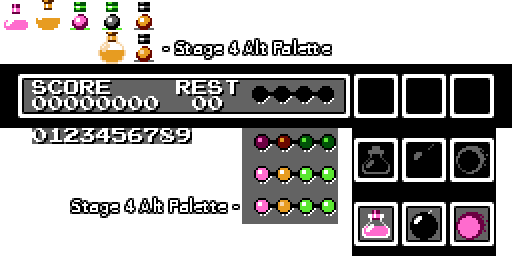 - Stage 4 Alt Palette
SCORE REST
00000000 00
0123456789
Stage 4 Alt Palette -